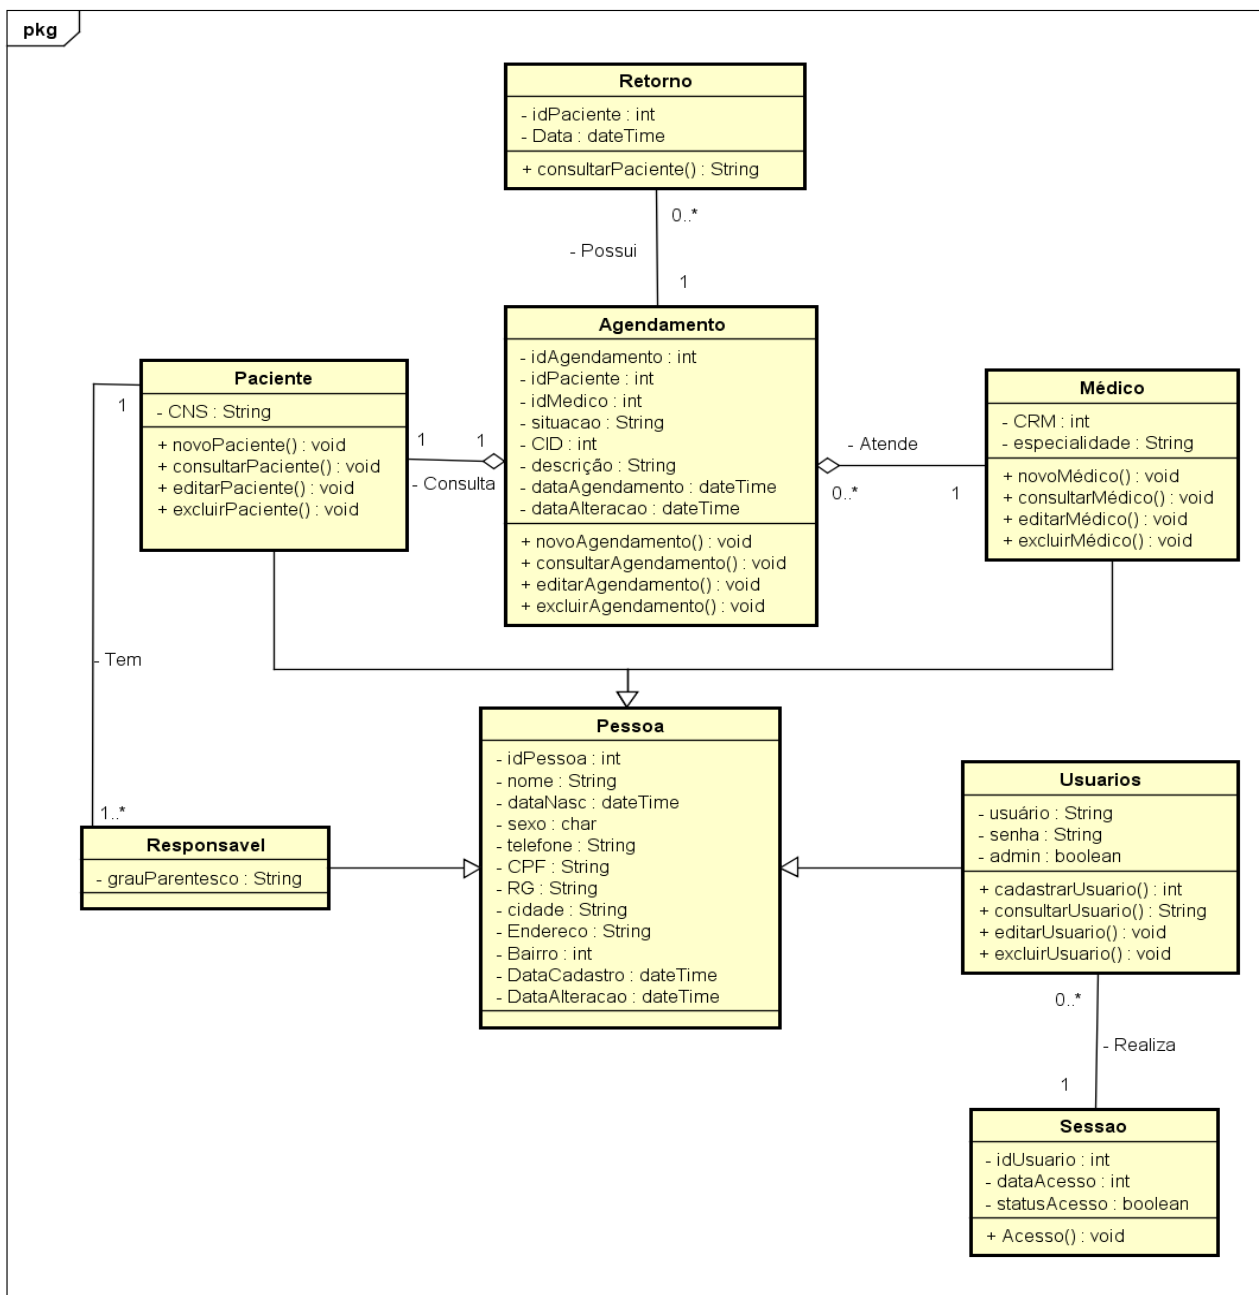 pkg
Retorno
- idPaciente : int
- Data : dateTime
+ consultarPaciente() : String
0..*
- Possui
1
Agendamento
- idAgendamento : int
- idPaciente : int
- idMedico : int
- situacao : String
- CID : int
- descrição : String
- dataAgendamento : dateTime
- dataAlteracao : dateTime
+ novoAgendamento() : void
+ consultarAgendamento() : void
+ editarAgendamento() : void
+ excluirAgendamento() : void
Paciente
- CNS : String
+ novoPaciente() : void
+ consultarPaciente() : void
+ editarPaciente() : void
+ excluirPaciente() : void
1
1
1
- Consulta
Médico
- CRM : int
- especialidade : String
+ novoMédico() : void
+ consultarMédico() : void
+ editarMédico() : void
+ excluirMédico() : void
- Atende
0..*
1
- Tem
1..*
Pessoa
- idPessoa : int
- nome : String
- dataNasc : dateTime
- sexo : char
- telefone : String
- CPF : String
- RG : String
- cidade : String
- Endereco : String
- Bairro : int
- DataCadastro : dateTime
- DataAlteracao : dateTime
Responsavel
- grauParentesco : String
Usuarios
- usuário : String
- senha : String
- admin : boolean
+ cadastrarUsuario() : int
+ consultarUsuario() : String
+ editarUsuario() : void
+ excluirUsuario() : void
0..*
- Realiza
1
Sessao
- idUsuario : int
- dataAcesso : int
- statusAcesso : boolean
+ Acesso() : void